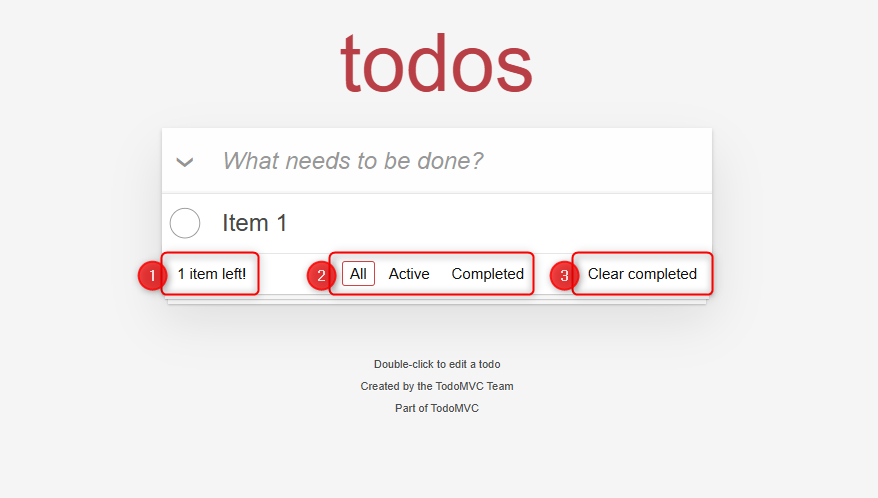 todos
What needs to be done?
Item 1
1 1 item left! 2 All Active Completed 3 Clear completed
Double-click to edit a todo
Created by the TodoMVC Team
Part of TodoMVC